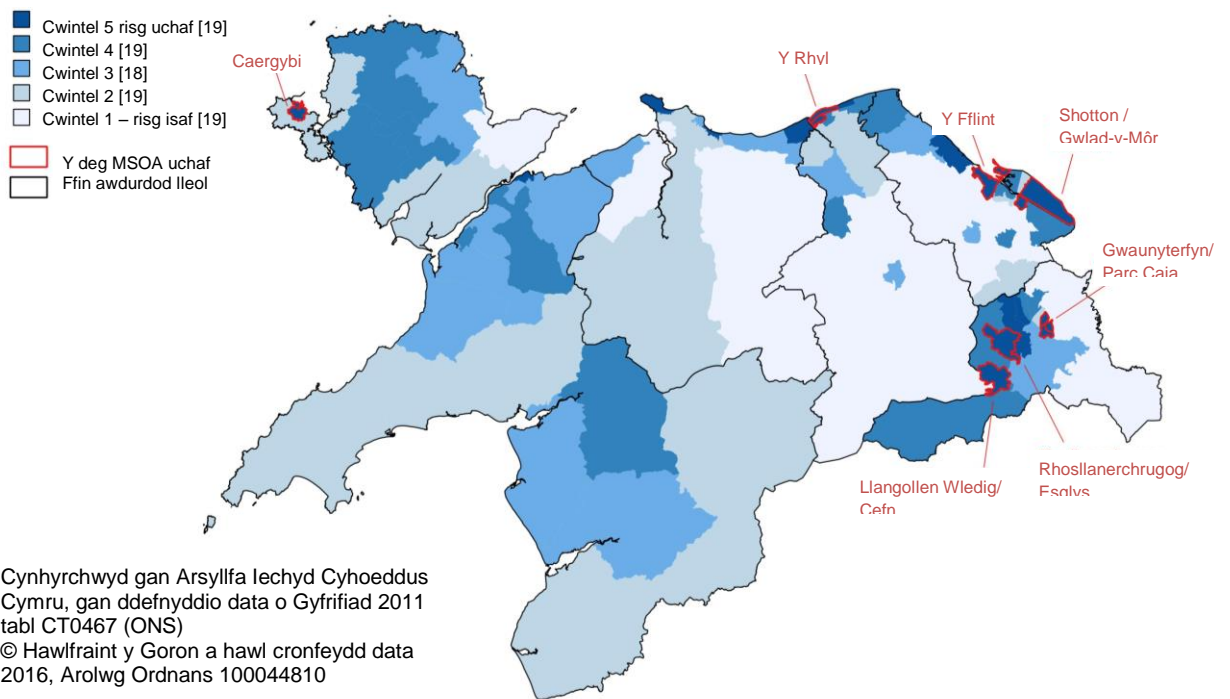 Cwintel 5 risg uchaf [19]
Cwintel 4 [19]
Cwintel 3 [18]
Cwintel 2 [19]
Cwintel 1 – risg isaf [19]
Y deg MSOA uchaf
Ffin awdurdod lleol
Caergybi
Y Rhyl
Y Fflint
Shotton /
Gwlad-y-Môr
Gwaunyterfyn/
Parc Caia
Rhosllanerchrugog/
Esglys
Llangollen Wledig/
Cefn
Cynhyrchwyd gan Arsyllfa Iechyd Cyhoeddus
Cymru, gan ddefnyddio data o Gyfrifiad 2011
tabl CT0467 (ONS)
© Hawlfraint y Goron a hawl cronfeydd data
2016, Arolwg Ordnans 100044810